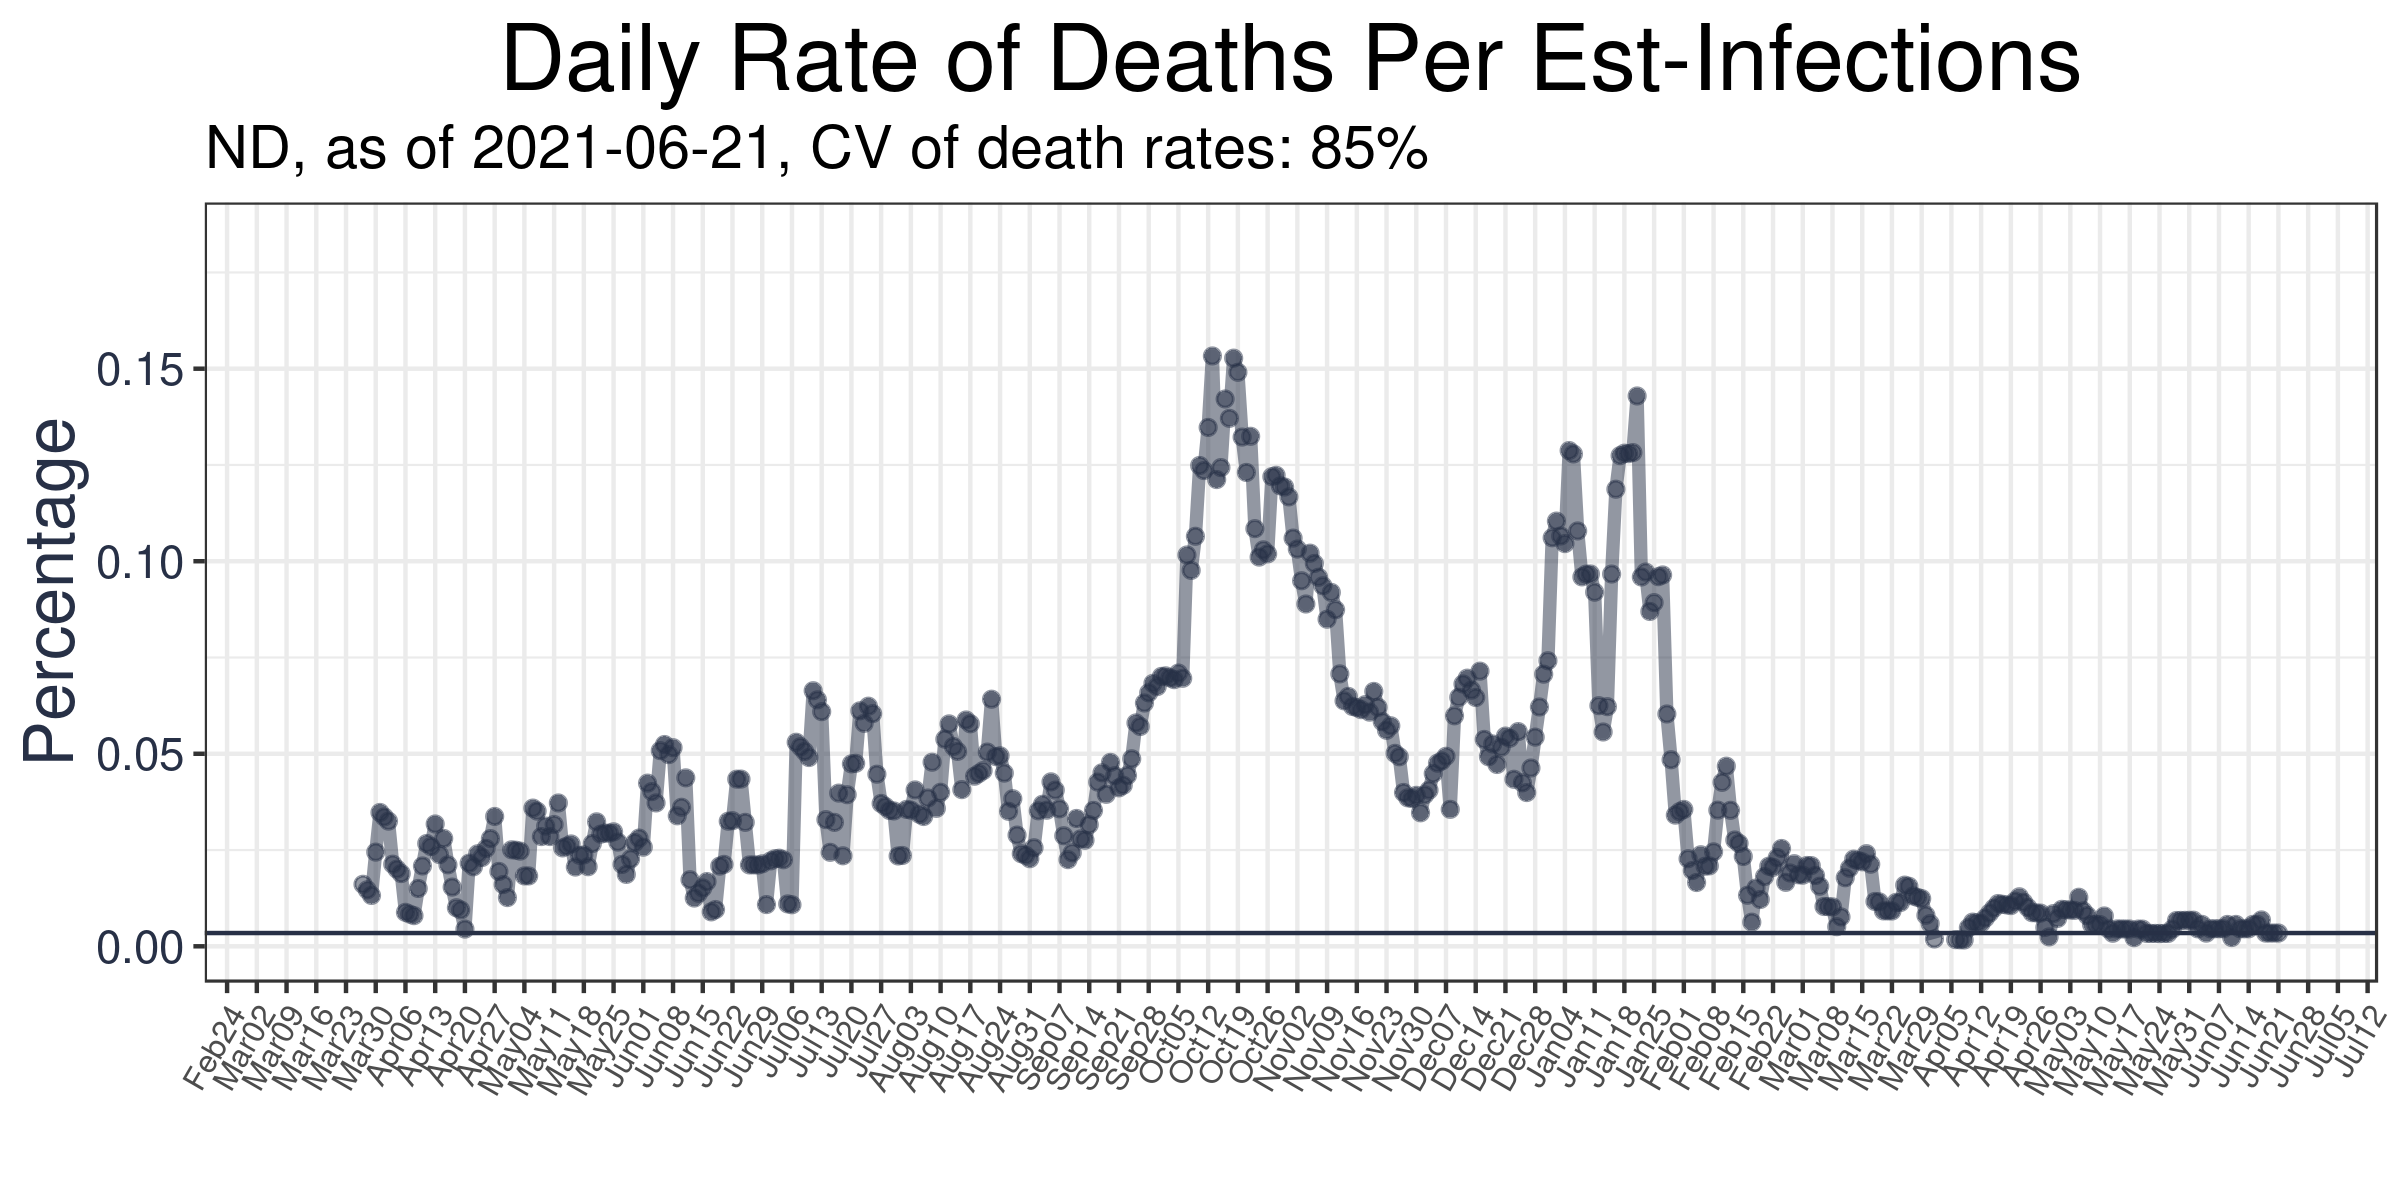 Daily Rate of Deaths Per Est-Infections
ND, as of 2021-06-21, CV of death rates: 85%
Percentage
0.15
0.10
0.05
0.00
Feb24
Mar02
Mar09
Mar16
Mar23
Mar30
Apr06
Apr13
Apr20
Apr27
May04
May11
May18
May25
Jun01
Jun08
Jun15
Jun22
Jun29
Jul06
Jul13
Jul20
Jul27
Aug03
Aug10
Aug17
Aug24
Aug31
Sep07
Sep14
Sep21
Sep28
Oct05
Oct12
Oct19
Oct26
Nov02
Nov09
Nov16
Nov23
Nov30
Dec07
Dec14
Dec21
Dec28
Jan04
Jan11
Jan18
Jan25
Feb01
Feb08
Feb15
Feb22
Mar01
Mar08
Mar15
Mar22
Mar29
Apr05
Apr12
Apr19
Apr26
May03
May10
May17
May24
May31
Jun07
Jun14
Jun21
Jun28
Jul05
Jul12